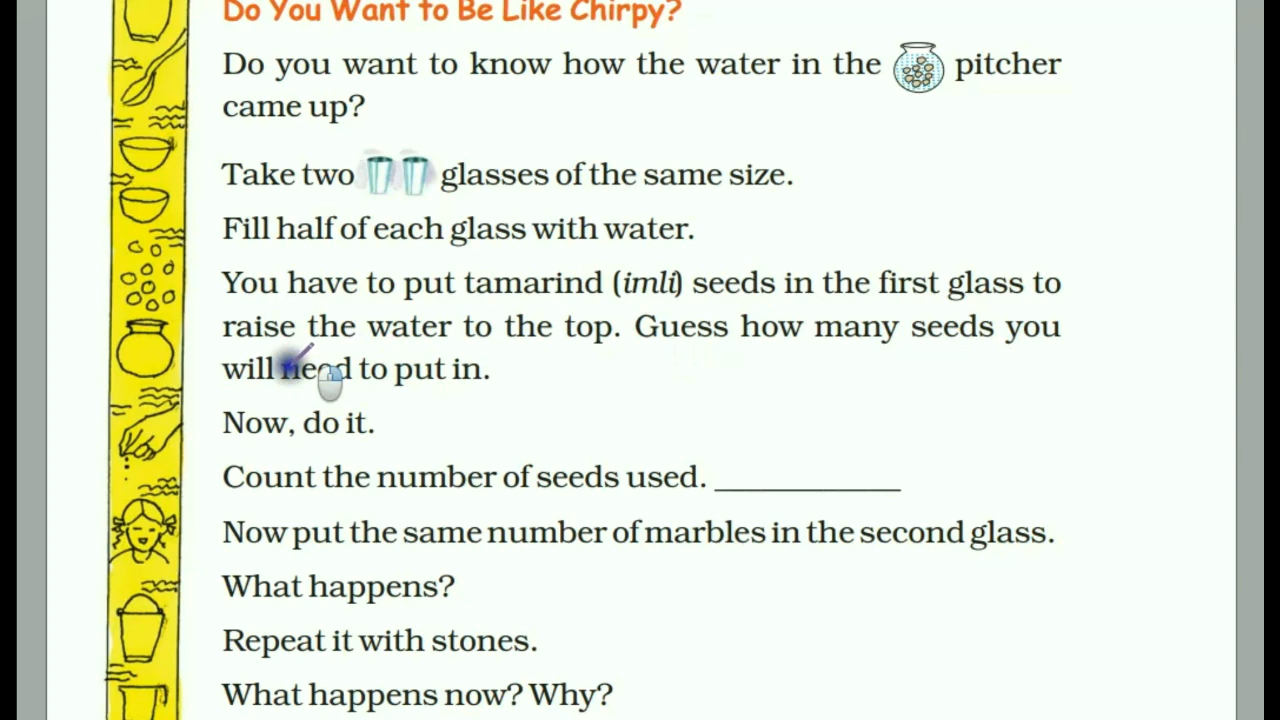 Do You Want to Be Like Chirpy?
Do you want to know how the water in the pitcher
came up?
Take two glasses of the same size.
Fill half of each glass with water.
You have to put tamarind (imli) seeds in the first glass to
raise the water to the top. Guess how many seeds you
will need to put in.
Now, do it.
Count the number of seeds used. ____________
Now put the same number of marbles in the second glass.
What happens?
Repeat it with stones.
What happens now? Why?